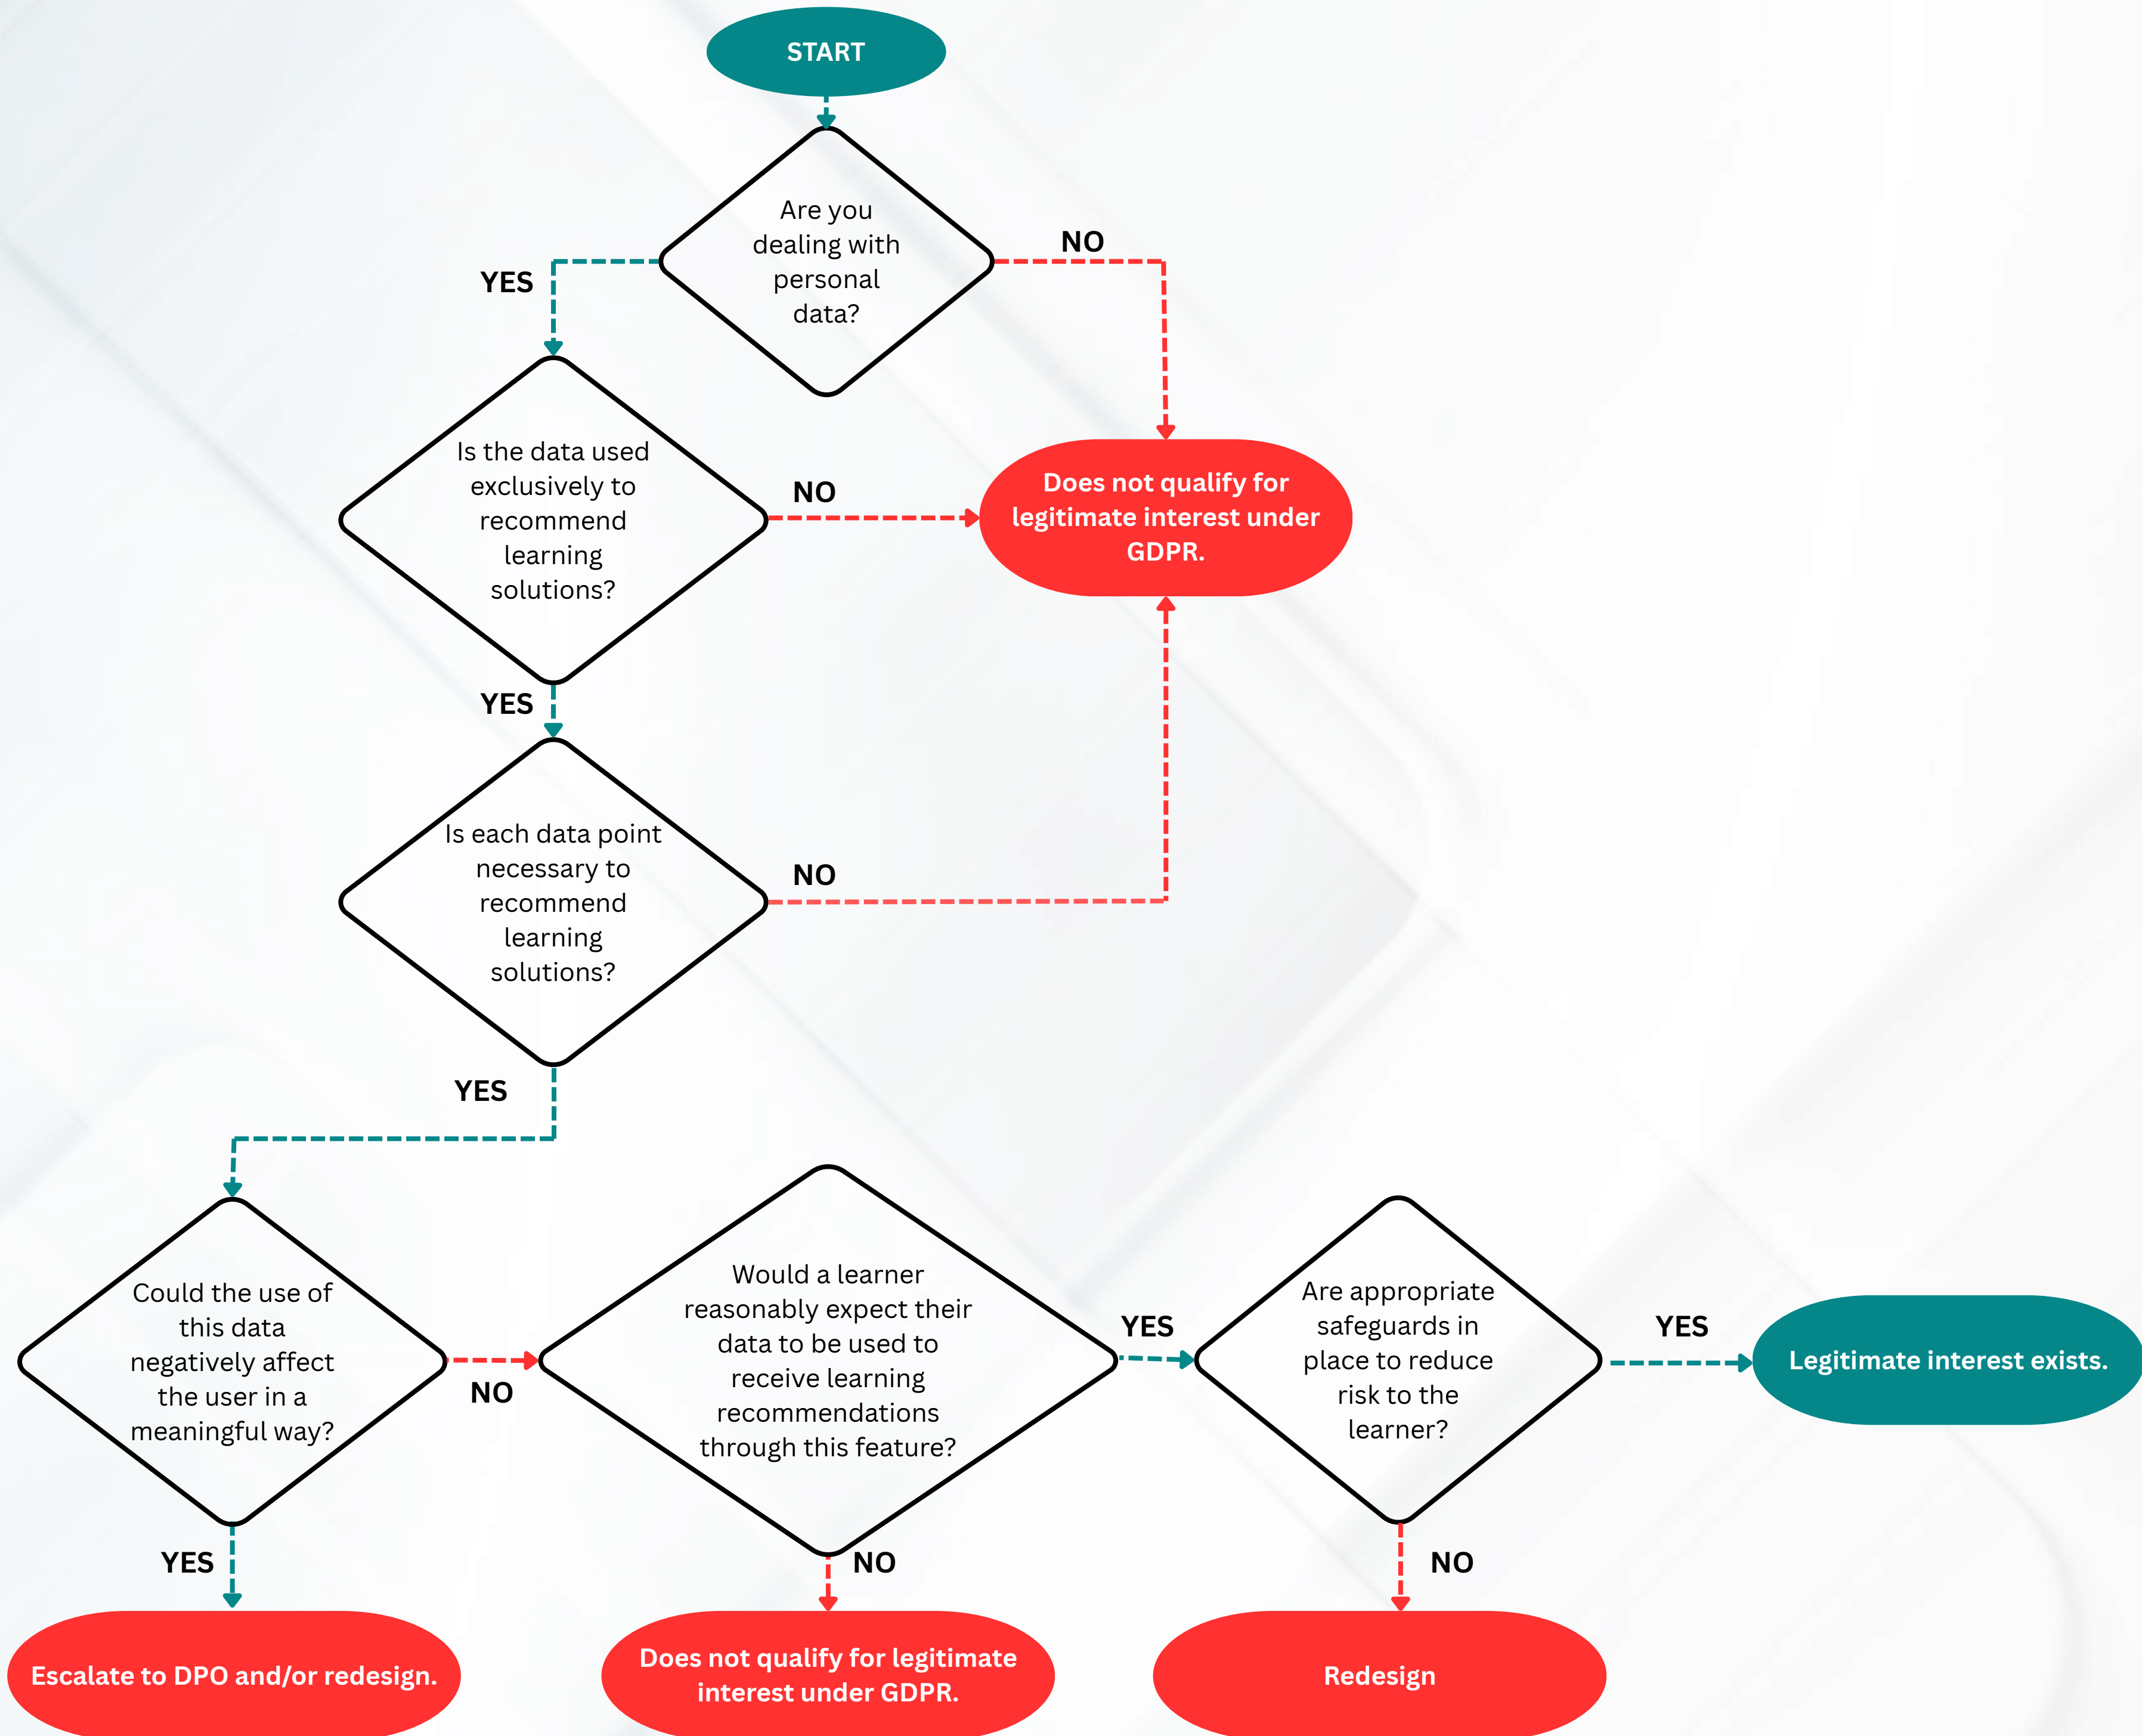 START
Are you
dealing with
personal
data?
NO
YES
Is the data used
exclusively to
recommend
learning
solutions?
NO
Does not qualify for
legitimate interest under
GDPR.
YES
Is each data point
necessary to
recommend
learning
solutions?
NO
YES
Could the use of
this data
negatively affect
the user in a
meaningful way?
NO
Would a learner
reasonably expect their
data to be used to
receive learning
recommendations
through this feature?
YES
Are appropriate
safeguards in
place to reduce
risk to the
learner?
YES
Legitimate interest exists.
YES
NO
NO
Escalate to DPO and/or redesign.
Does not qualify for legitimate
interest under GDPR.
Redesign